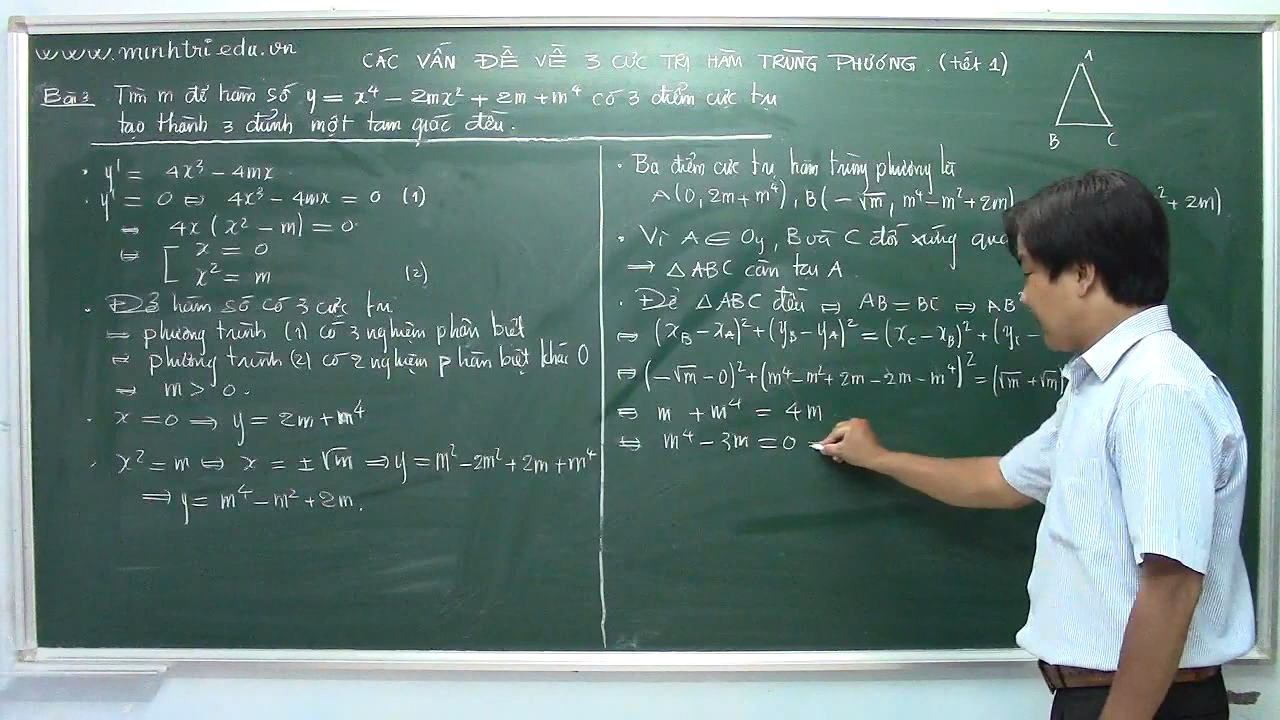 www.minhtriedu.vn
CÁC VẤN ĐỀ VỀ 3 CỰC TRỊ HÀM TRÙNG PHƯƠNG. (tiết 1)
Bài 3 Tìm m để hàm số y = x⁴ - 2mx² + 2m + m⁴ có 3 điểm cực trị
tạo thành 3 đỉnh một tam giác đều.
A
B C
. y' = 4x³ - 4mx
. y' = 0 ⇔ 4x³ - 4mx = 0 (1)
⇔ 4x(x² - m) = 0
⇔ [ x = 0
x² = m (2)
. Để hàm số có 3 cực trị
⇔ phương trình (1) có 3 nghiệm phân biệt
⇔ phương trình (2) có 2 nghiệm phân biệt khác 0
⇔ m > 0.
. x = 0 ⇒ y = 2m + m⁴
. x² = m ⇔ x = ±√m ⇒ y = m² - 2m² + 2m + m⁴
⇒ y = m⁴ - m² + 2m.
. Ba điểm cực trị hàm trùng phương là
A(0, 2m + m⁴), B(-√m, m⁴ - m² + 2m) ² + 2m)
. Vì A ∈ Oy, B và C đối xứng qua
⇒ △ABC cân tại A.
. Để △ABC đều ⇔ AB = BC ⇔ AB²
⇔ (x_B - x_A)² + (y_B - y_A)² = (x_C - x_B)² + (y_C -
⇔ (-√m - 0)² + (m⁴ - m² + 2m - 2m - m⁴)² = (√m + √m)
⇔ m + m⁴ = 4m
⇔ m⁴ - 3m = 0